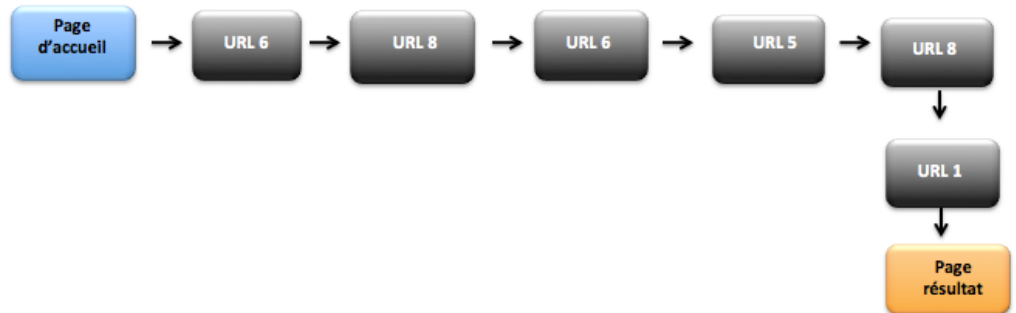 Page
d'accueil
URL 6
URL 8
URL 6
URL 5
URL 8
URL 1
Page
résultat